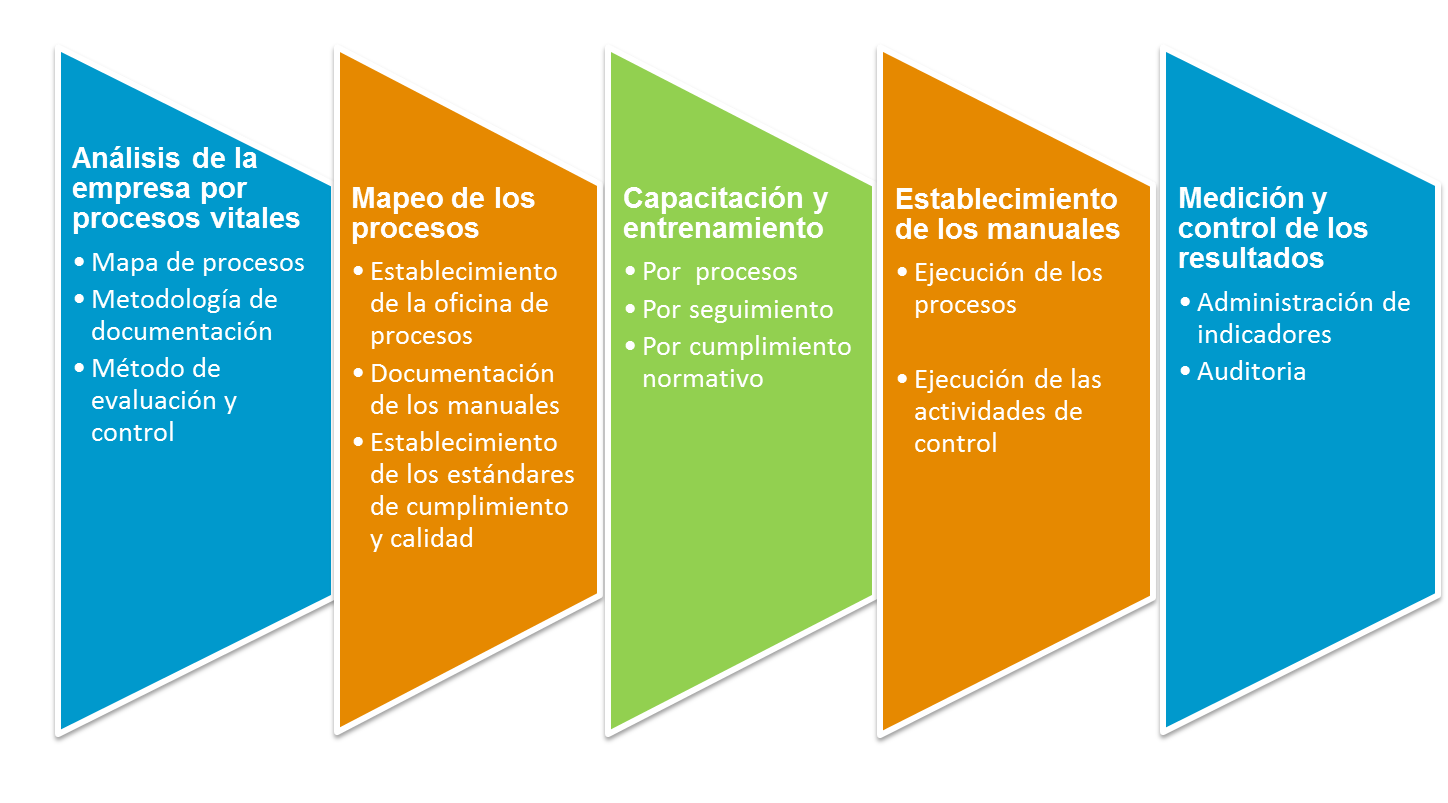 Análisis de la
empresa por
procesos vitales
• Mapa de procesos
• Metodología de
documentación
• Método de
evaluación y
control
Mapeo de los
procesos
• Establecimiento
de la oficina de
procesos
• Documentación
de los manuales
• Establecimiento
de los estándares
de cumplimiento
y calidad
Capacitación y
entrenamiento
• Por procesos
• Por seguimiento
• Por cumplimiento
normativo
Establecimiento
de los manuales
• Ejecución de los
procesos
• Ejecución de las
actividades de
control
Medición y
control de los
resultados
• Administración de
indicadores
• Auditoria